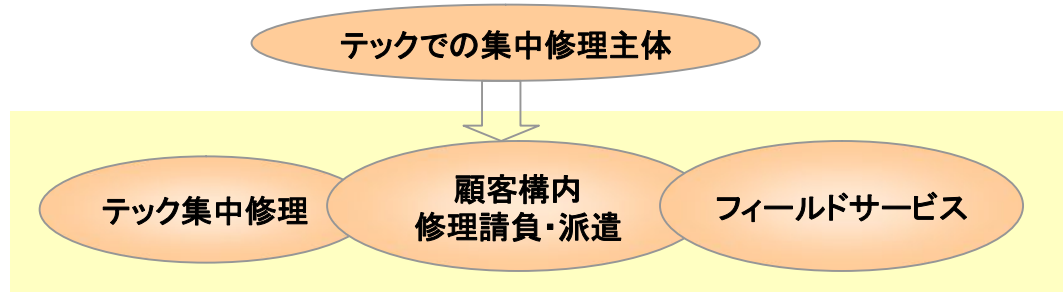 テックでの集中修理主体
テック集中修理
顧客構内
修理請負・派遣
フィールドサービス